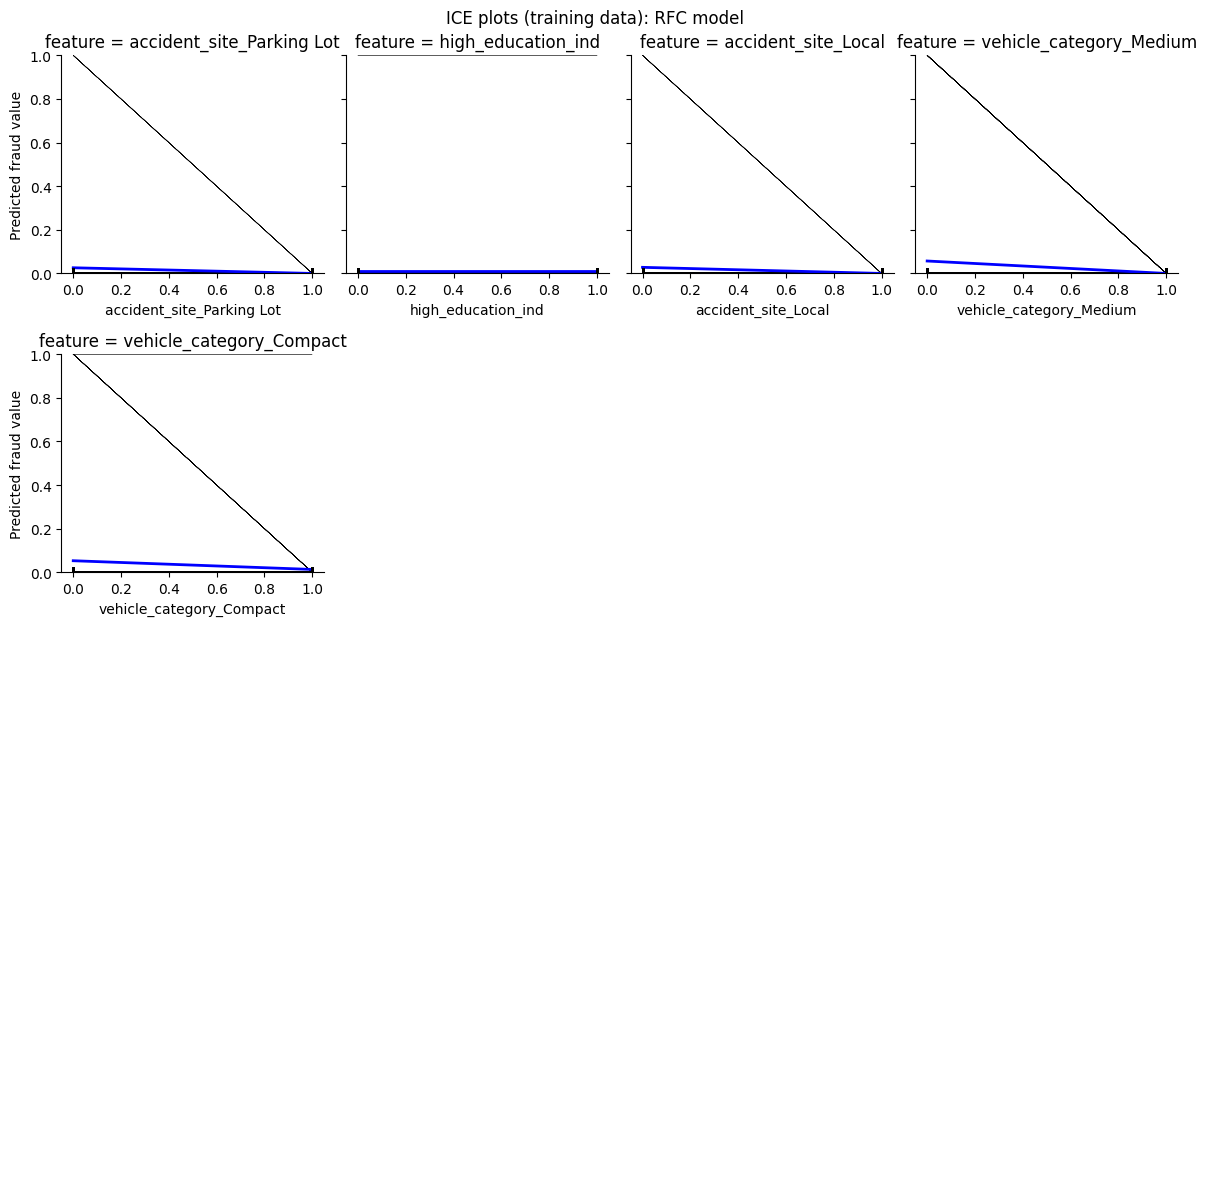 ICE plots (training data): RFC model
feature = accident_site_Parking Lot
feature = high_education_ind
feature = accident_site_Local
feature = vehicle_category_Medium
Predicted fraud value
1.0
0.8
0.6
0.4
0.2
0.0
0.0 0.2 0.4 0.6 0.8 1.0
0.0 0.2 0.4 0.6 0.8 1.0
0.0 0.2 0.4 0.6 0.8 1.0
0.0 0.2 0.4 0.6 0.8 1.0
accident_site_Parking Lot
high_education_ind
accident_site_Local
vehicle_category_Medium
feature = vehicle_category_Compact
Predicted fraud value
1.0
0.8
0.6
0.4
0.2
0.0
0.0 0.2 0.4 0.6 0.8 1.0
vehicle_category_Compact